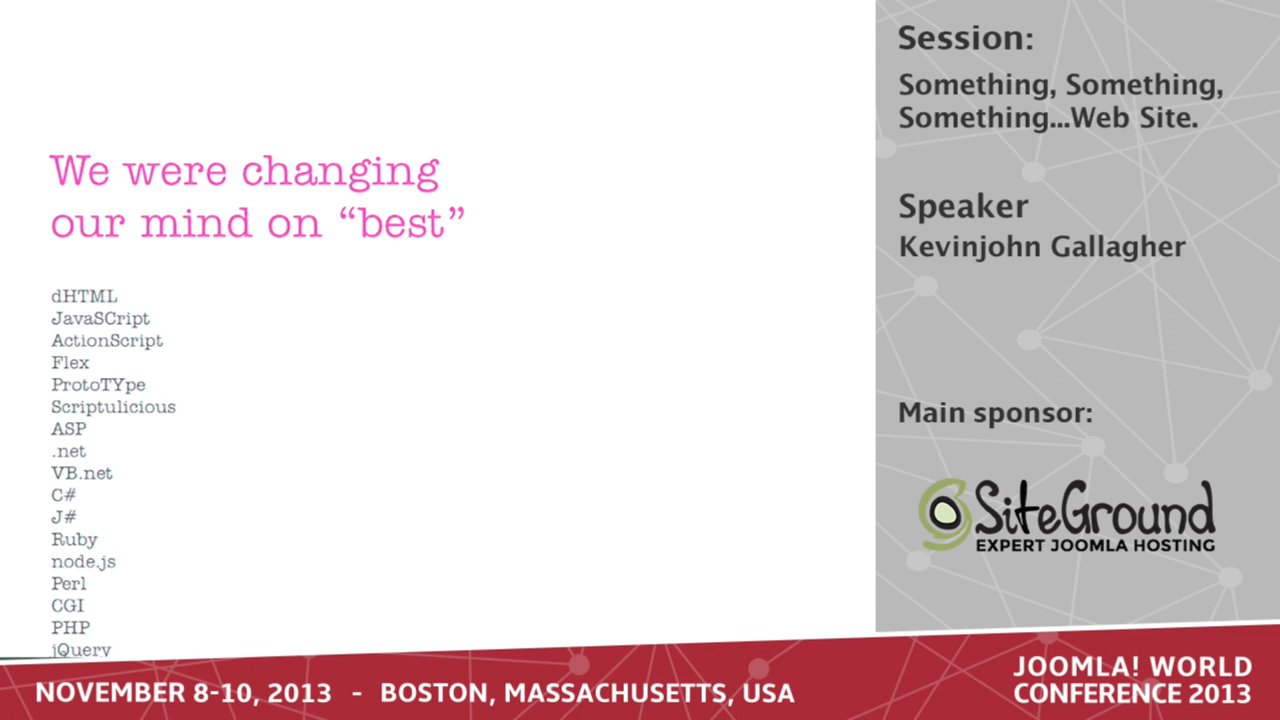 We were changing
our mind on “best”
dHTML
JavaSCript
ActionScript
Flex
ProtoTYpe
Scriptulicious
ASP
.net
VB.net
C#
J#
Ruby
node.js
Perl
CGI
PHP
jQuery
Session:
Something, Something,
Something...Web Site.
Speaker
Kevinjohn Gallagher
Main sponsor:
SiteGround
EXPERT JOOMLA HOSTING
NOVEMBER 8-10, 2013 - BOSTON, MASSACHUSETTS, USA
JOOMLA! WORLD
CONFERENCE 2013